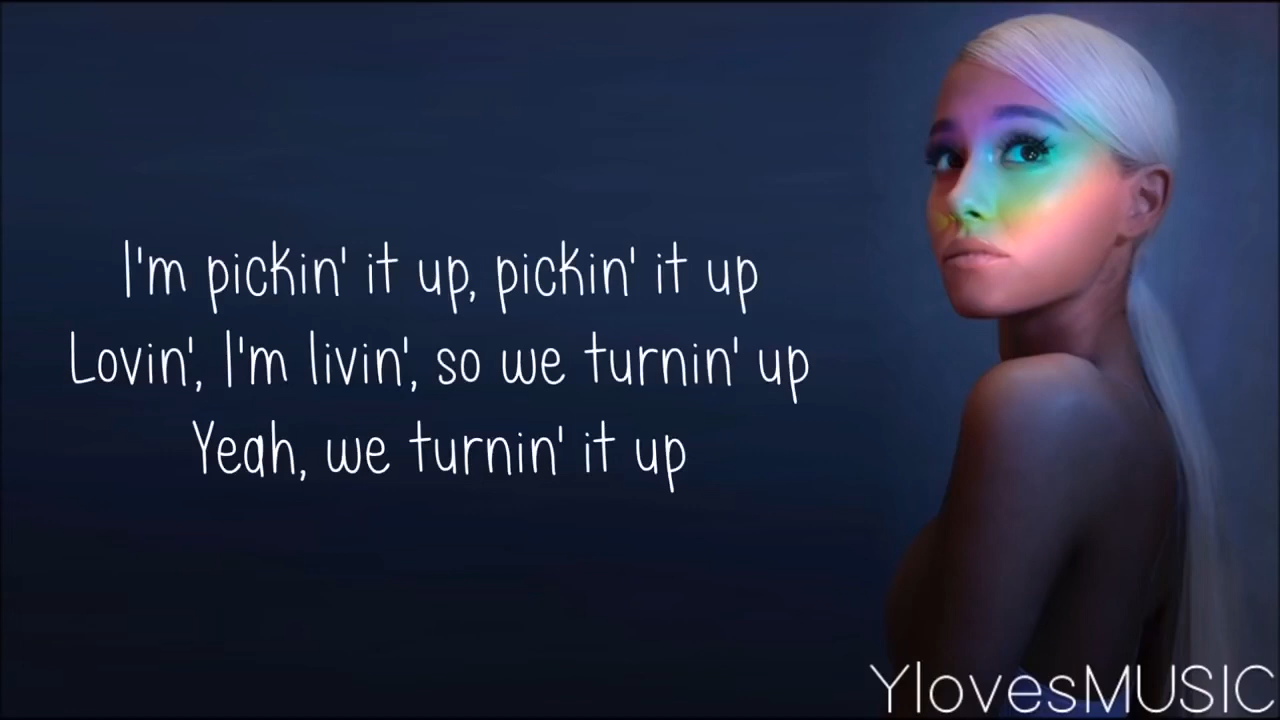 I'm pickin' it up, pickin' it up
Lovin', I'm livin', so we turnin' up
Yeah, we turnin' it up
YlovesMUSIC